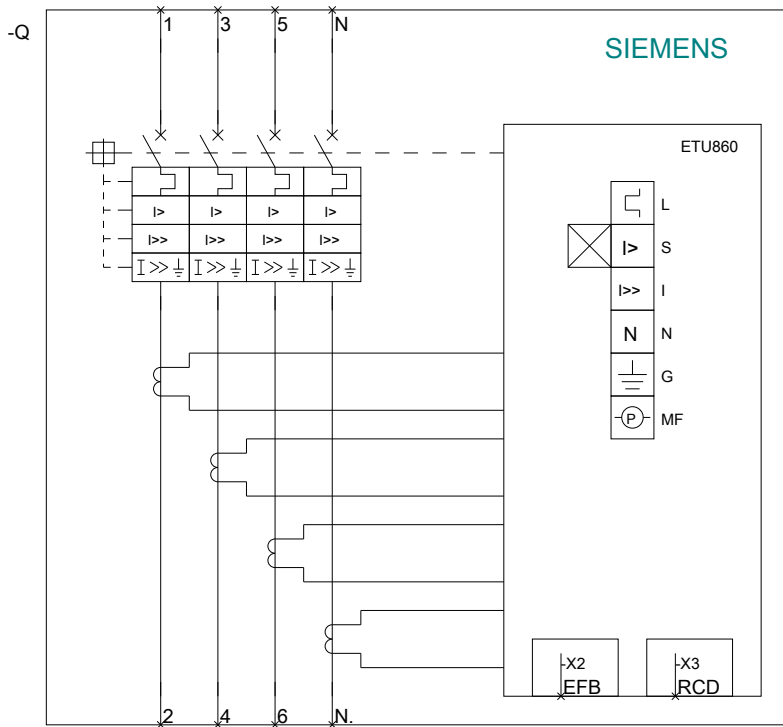 -Q
1 3 5 N
SIEMENS
ETU860
L
I> I> I> I>
I> S
I>> I>> I>> I>>
I>> I
I >> I >> I >> I >>
N N
G
P MF
-X2 -X3
EFB RCD
2 4 6 N.